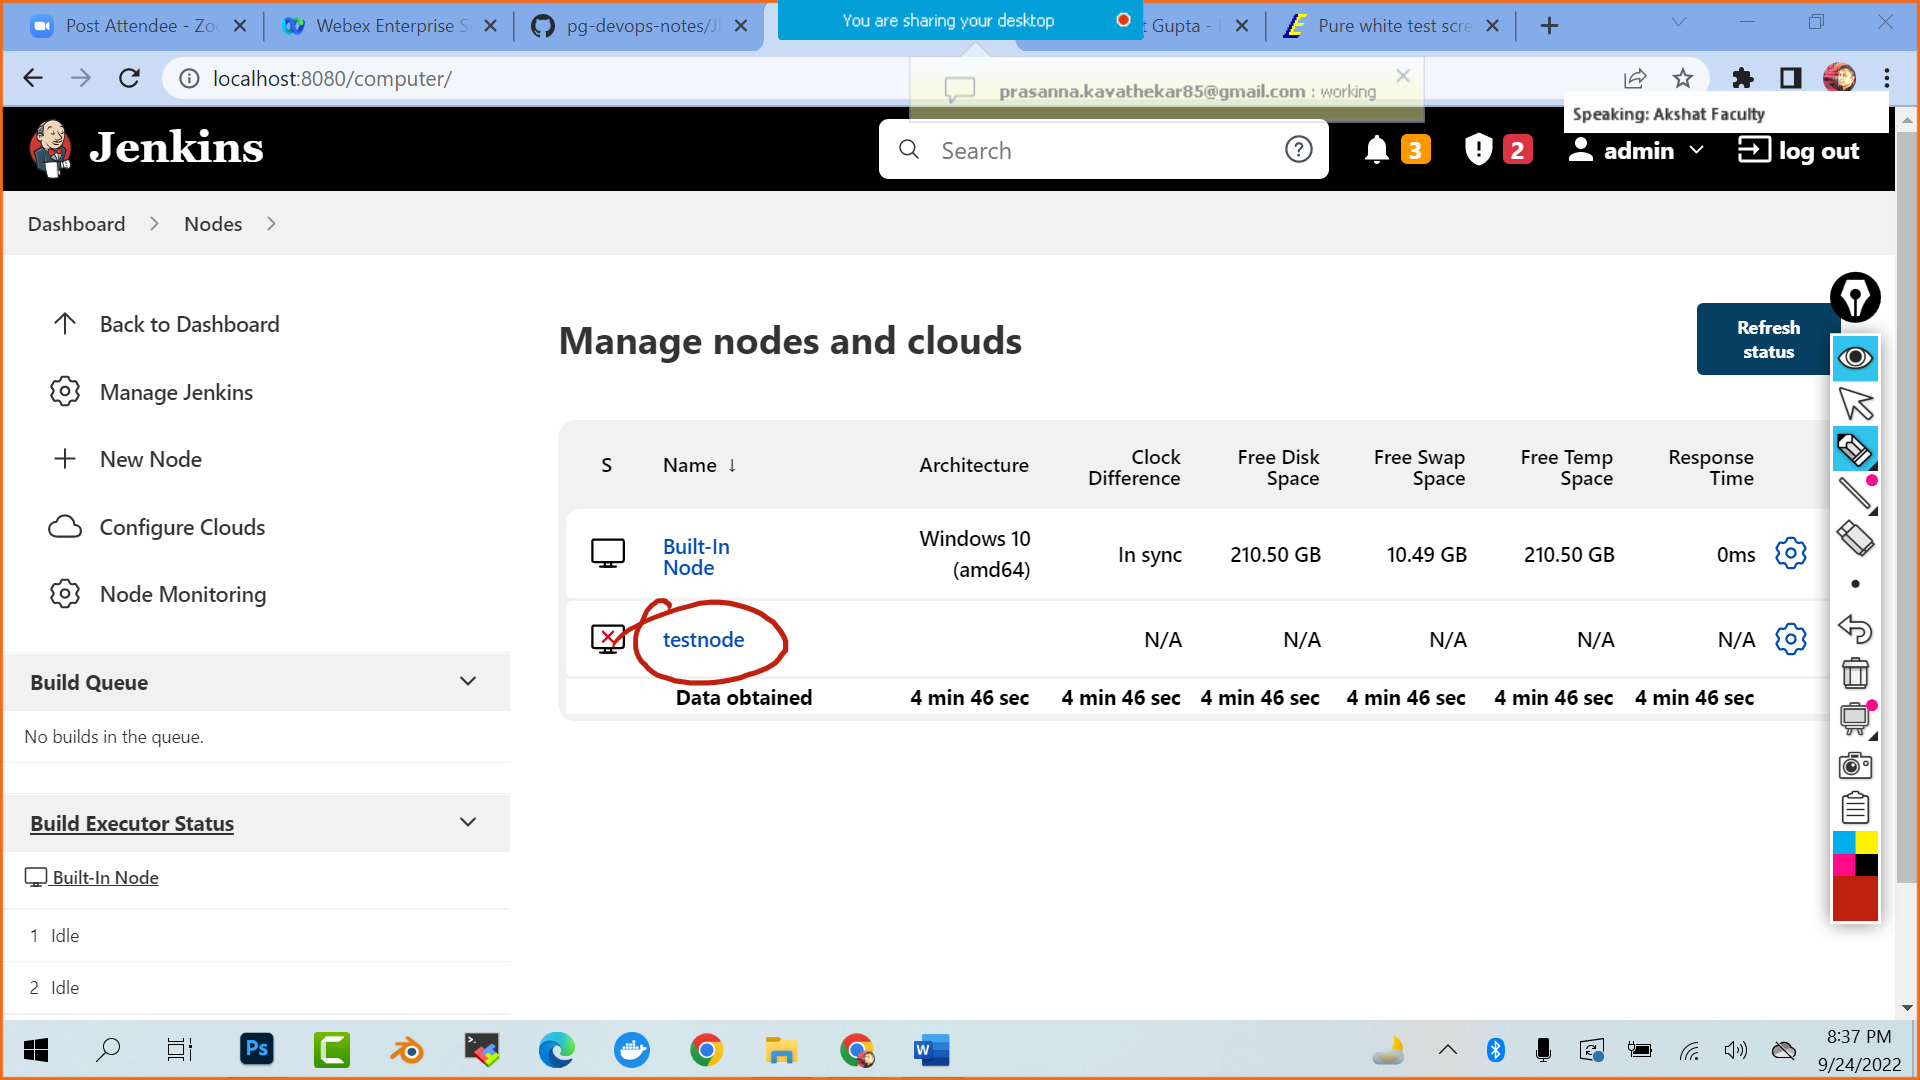 Post Attendee - Zoo
Webex Enterprise S
pg-devops-notes/JE
You are sharing your desktop
t Gupta - E
Pure white test scre
localhost:8080/computer/
prasanna.kavathekar85@gmail.com : working
Speaking: Akshat Faculty
Jenkins
Search
3
2
admin
log out
Dashboard
Nodes
Back to Dashboard
Manage Jenkins
New Node
Configure Clouds
Node Monitoring
Build Queue
No builds in the queue.
Build Executor Status
Built-In Node
1 Idle
2 Idle
Manage nodes and clouds
Refresh
status
S Name ↓ Architecture Clock Difference Free Disk Space Free Swap Space Free Temp Space Response Time
Built-In Node Windows 10 (amd64) In sync 210.50 GB 10.49 GB 210.50 GB 0ms
testnode N/A N/A N/A N/A N/A
Data obtained 4 min 46 sec 4 min 46 sec 4 min 46 sec 4 min 46 sec 4 min 46 sec 4 min 46 sec
Ps
8:37 PM
9/24/2022